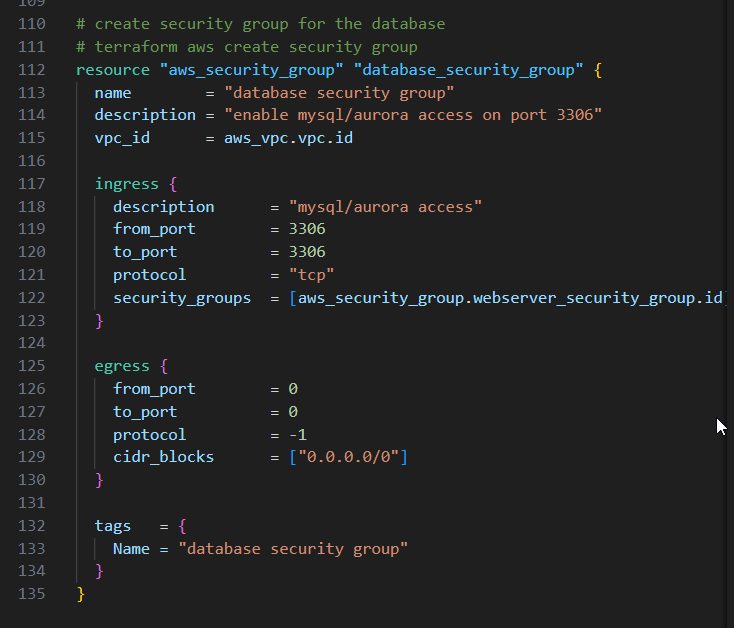 109
110 # create security group for the database
111 # terraform aws create security group
112 resource "aws_security_group" "database_security_group" {
113   name        = "database security group"
114   description = "enable mysql/aurora access on port 3306"
115   vpc_id      = aws_vpc.vpc.id
116
117   ingress {
118     description      = "mysql/aurora access"
119     from_port        = 3306
120     to_port          = 3306
121     protocol         = "tcp"
122     security_groups  = [aws_security_group.webserver_security_group.id
123   }
124
125   egress {
126     from_port        = 0
127     to_port          = 0
128     protocol         = -1
129     cidr_blocks      = ["0.0.0.0/0"]
130   }
131
132   tags   = {
133     Name = "database security group"
134   }
135 }